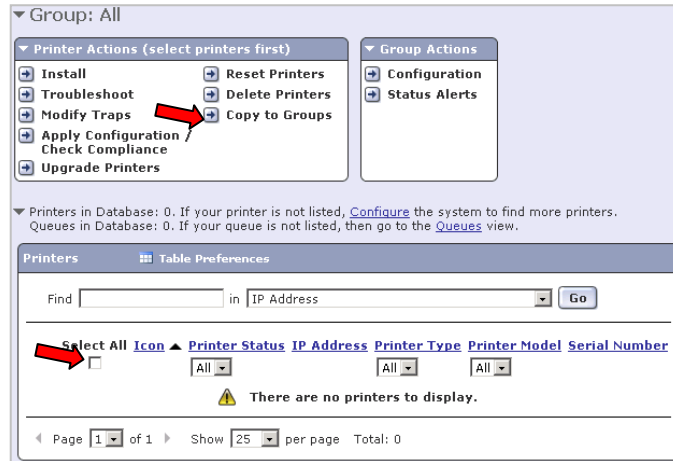 Group: All
Printer Actions (select printers first)
Install
Troubleshoot
Modify Traps
Apply Configuration /
Check Compliance
Upgrade Printers
Reset Printers
Delete Printers
Copy to Groups
Group Actions
Configuration
Status Alerts
Printers in Database: 0. If your printer is not listed, Configure the system to find more printers.
Queues in Database: 0. If your queue is not listed, then go to the Queues view.
Printers Table Preferences
Find in IP Address Go
Select All Icon Printer Status IP Address Printer Type Printer Model Serial Number
All All All
There are no printers to display.
Page 1 of 1 Show 25 per page Total: 0